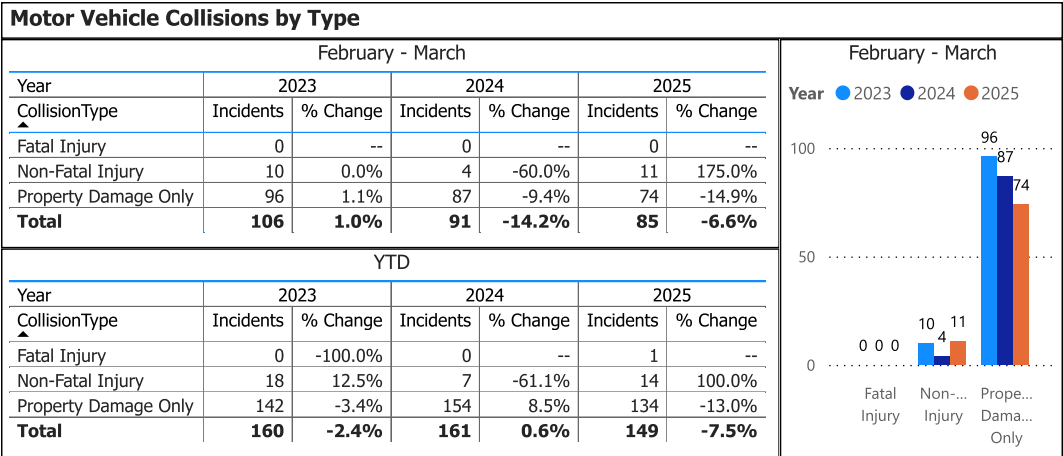 Motor Vehicle Collisions by Type
February - March
Year 2023 2024 2025
CollisionType Incidents % Change Incidents % Change Incidents % Change
Fatal Injury 0 -- 0 -- 0 --
Non-Fatal Injury 10 0.0% 4 -60.0% 11 175.0%
Property Damage Only 96 1.1% 87 -9.4% 74 -14.9%
Total 106 1.0% 91 -14.2% 85 -6.6%
YTD
Year 2023 2024 2025
CollisionType Incidents % Change Incidents % Change Incidents % Change
Fatal Injury 0 -100.0% 0 -- 1 --
Non-Fatal Injury 18 12.5% 7 -61.1% 14 100.0%
Property Damage Only 142 -3.4% 154 8.5% 134 -13.0%
Total 160 -2.4% 161 0.6% 149 -7.5%
February - March
Year 2023 2024 2025
100
50
0
0 0 0
10 4 11
96 87 74
Fatal Injury
Non-... Injury
Prope... Dama... Only